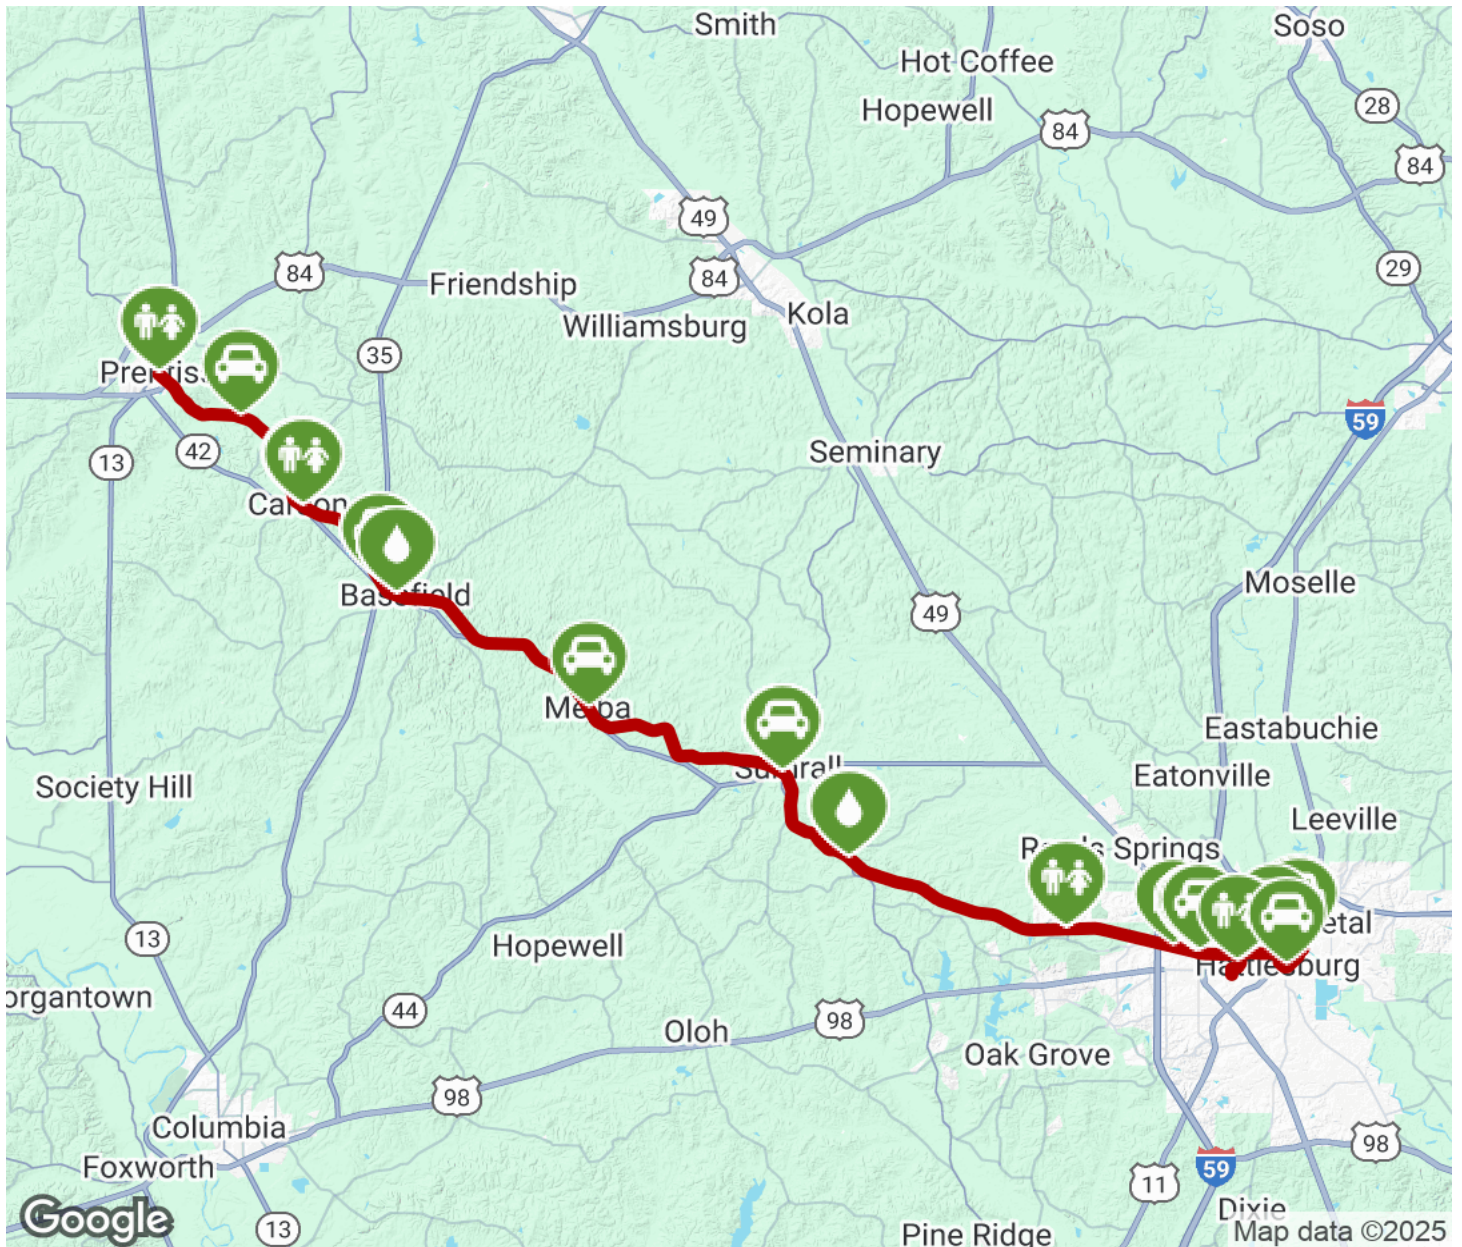 Smith
Soso
Hot Coffee
28
Hopewell
84
84
49
29
84
84
Friendship
Kola
Williamsburg
35
59
42
13
Seminary
Moselle
49
Eastabuchie
Eatonville
Society Hill
Leeville
13
Hopewell
organtown
44
98
Oloh
Oak Grove
98
Columbia
98
Foxworth
59
11
Dixie
Google
13
Pine Ridge
Map data ©2025